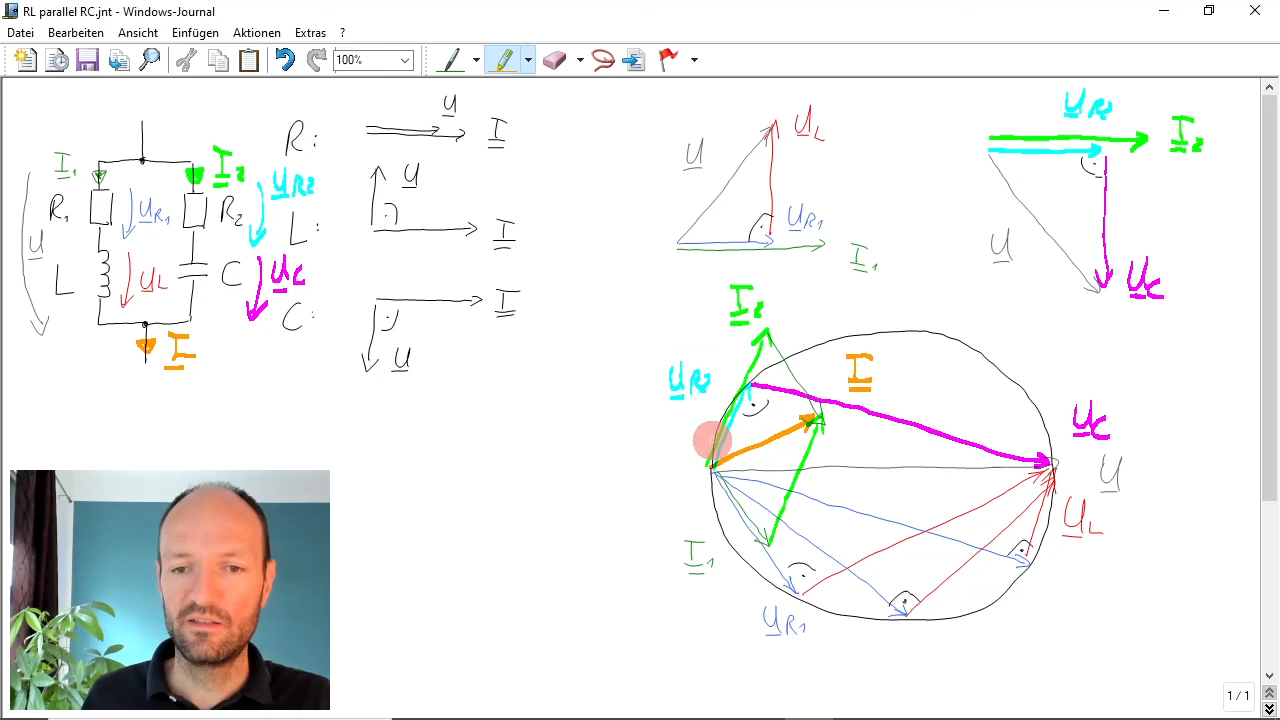 RL parallel RC.jnt - Windows-Journal
Datei Bearbeiten Ansicht Einfügen Aktionen Extras ?
100%
I1
I2
R1
UR1
R2
UR2
U
L
UL
C
UC
I
R:
U
I
L:
U
I
C:
I
U
U
UL
UR1
I1
UR2
I2
U
UC
I2
UR2
I
UC
U
UL
I1
UR1
1 / 1